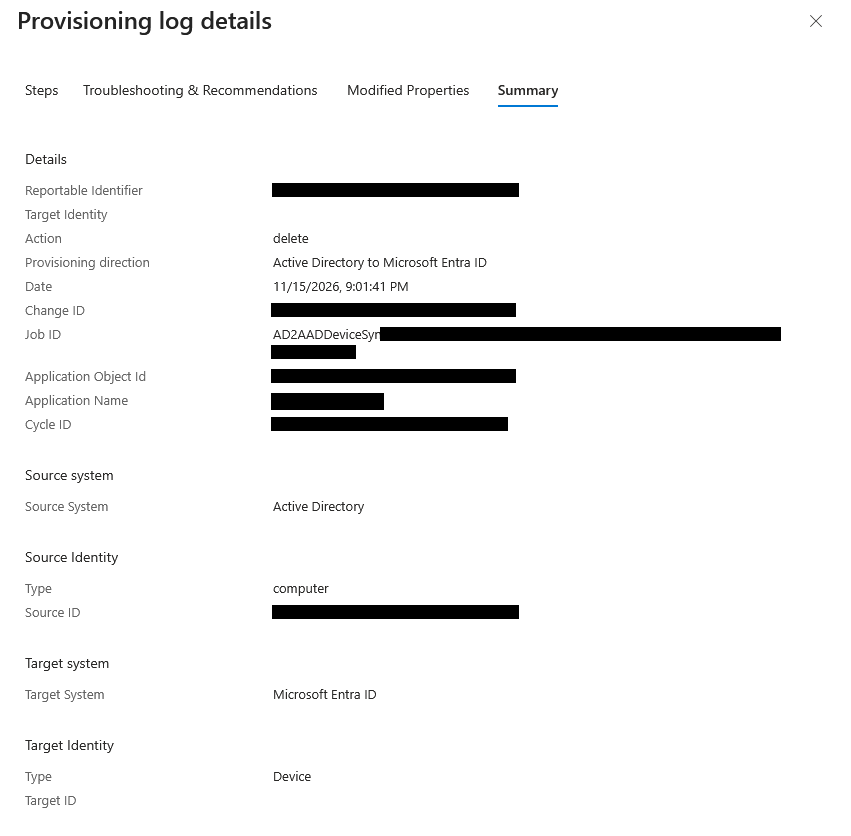 Provisioning log details
Steps Troubleshooting & Recommendations Modified Properties Summary
Details
Reportable Identifier
Target Identity
Action delete
Provisioning direction Active Directory to Microsoft Entra ID
Date 11/15/2026, 9:01:41 PM
Change ID
Job ID AD2AADDeviceSyn
Application Object Id
Application Name
Cycle ID
Source system
Source System Active Directory
Source Identity
Type computer
Source ID
Target system
Target System Microsoft Entra ID
Target Identity
Type Device
Target ID